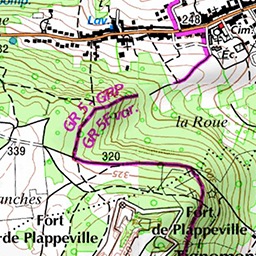 Lav.
248
Cim.
Éc.
GR 5 - GRP
GR 5F var.
la Roue
339
320
325
anches
Fort
de Plappeville
Fort
de Plappeville